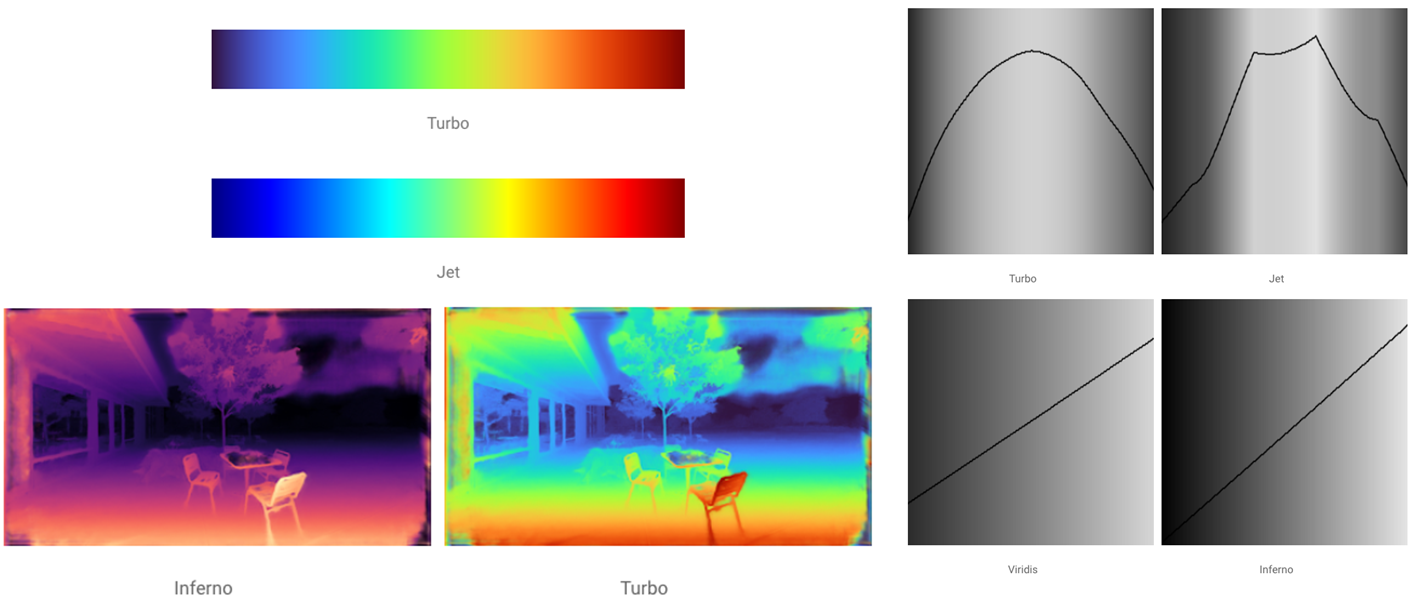 Turbo
Jet
Inferno
Turbo
Turbo
Jet
Viridis
Inferno